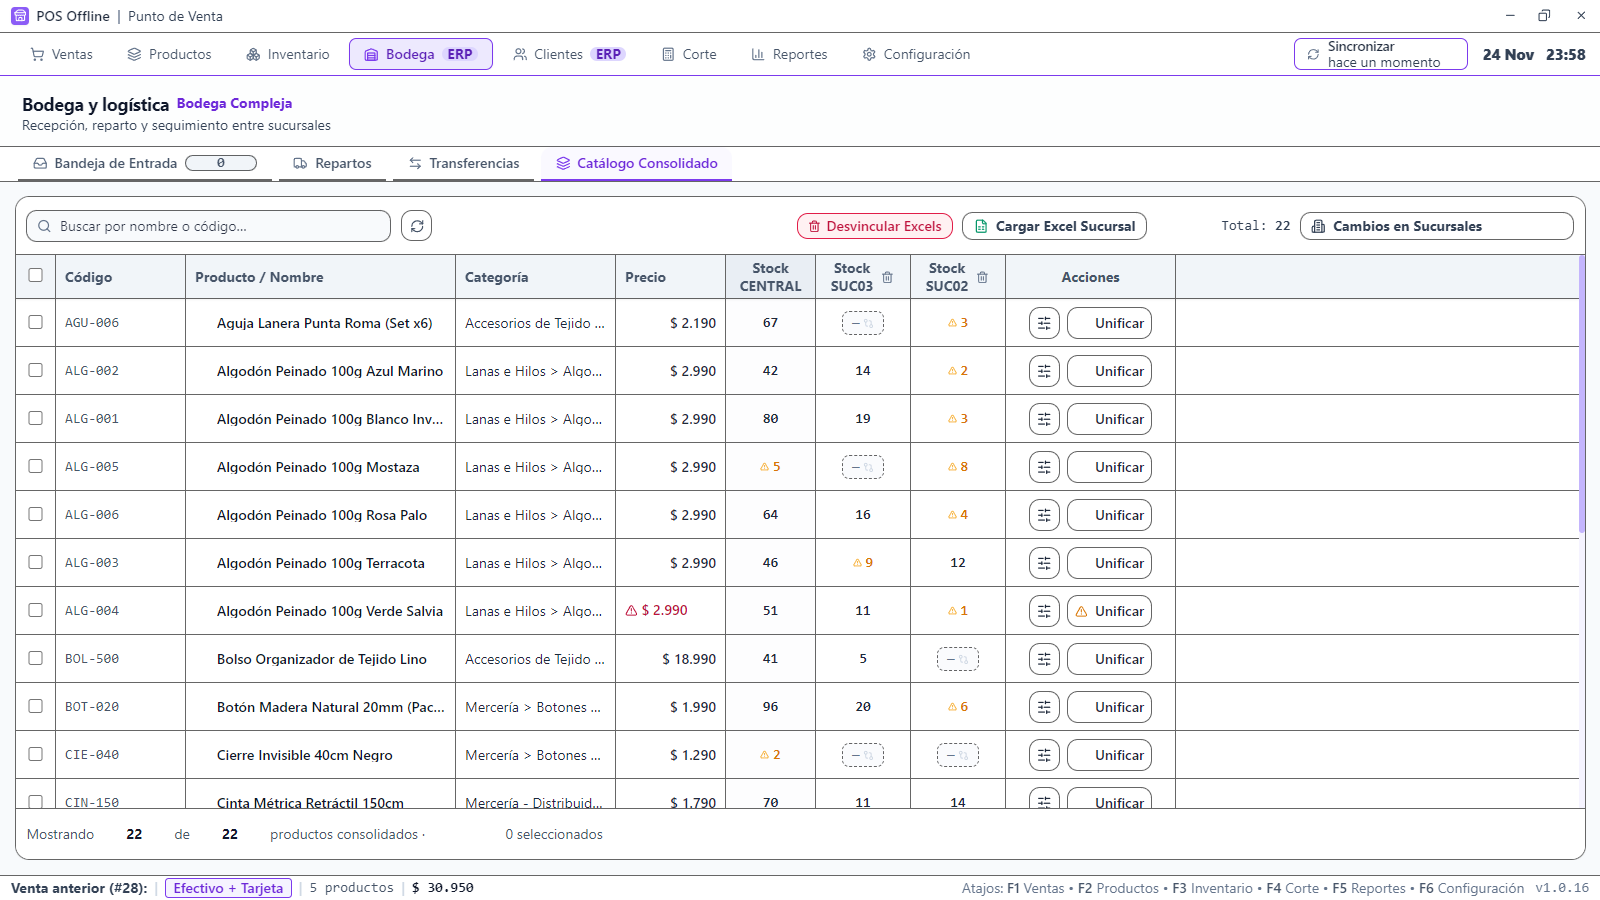 POS Offline | Punto de Venta
Ventas Productos Inventario Bodega ERP Clientes ERP Corte Reportes Configuración Sincronizar hace un momento 24 Nov 23:58
Bodega y logística Bodega Compleja
Recepción, reparto y seguimiento entre sucursales
Bandeja de Entrada 0 Repartos Transferencias Catálogo Consolidado
Buscar por nombre o código... Desvincular Excels Cargar Excel Sucursal Total: 22 Cambios en Sucursales
Código Producto / Nombre Categoría Precio Stock CENTRAL Stock SUC03 Stock SUC02 Acciones
AGU-006 Aguja Lanera Punta Roma (Set x6) Accesorios de Tejido ... $ 2.190 67 — 3 Unificar
ALG-002 Algodón Peinado 100g Azul Marino Lanas e Hilos > Algo... $ 2.990 42 14 2 Unificar
ALG-001 Algodón Peinado 100g Blanco Inv... Lanas e Hilos > Algo... $ 2.990 80 19 3 Unificar
ALG-005 Algodón Peinado 100g Mostaza Lanas e Hilos > Algo... $ 2.990 5 — 8 Unificar
ALG-006 Algodón Peinado 100g Rosa Palo Lanas e Hilos > Algo... $ 2.990 64 16 4 Unificar
ALG-003 Algodón Peinado 100g Terracota Lanas e Hilos > Algo... $ 2.990 46 9 12 Unificar
ALG-004 Algodón Peinado 100g Verde Salvia Lanas e Hilos > Algo... $ 2.990 51 11 1 Unificar
BOL-500 Bolso Organizador de Tejido Lino Accesorios de Tejido ... $ 18.990 41 5 — Unificar
BOT-020 Botón Madera Natural 20mm (Pac... Mercería > Botones ... $ 1.990 96 20 6 Unificar
CIE-040 Cierre Invisible 40cm Negro Mercería > Botones ... $ 1.290 2 — — Unificar
CIN-150 Cinta Métrica Retráctil 150cm Mercería - Distribuid... $ 1.790 70 11 14 Unificar
Mostrando 22 de 22 productos consolidados · 0 seleccionados
Venta anterior (#28): | Efectivo + Tarjeta | 5 productos | $ 30.950 Atajos: F1 Ventas • F2 Productos • F3 Inventario • F4 Corte • F5 Reportes • F6 Configuración v1.0.16